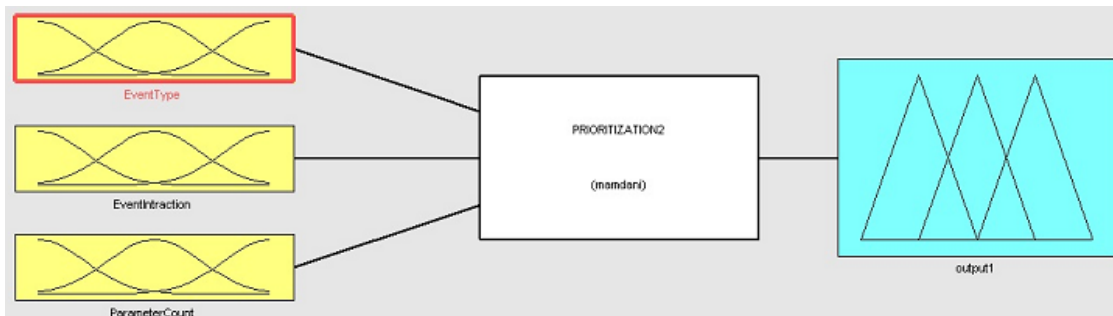 EventType
PRIORITIZATION2
EventIntraction
(mamdani)
output1
ParameterCount